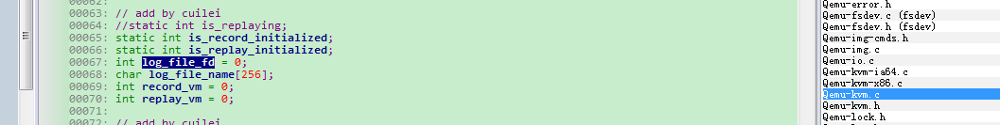 00062:
00063: // add by cuilei
00064: //static int is_replaying;
00065: static int is_record_initialized;
00066: static int is_replay_initialized;
00067: int log_file_fd = 0;
00068: char log_file_name[256];
00069: int record_vm = 0;
00070: int replay_vm = 0;
00071:
00072: // add by cuilei
Qemu-error.h
Qemu-fsdev.c (fsdev)
Qemu-fsdev.h (fsdev)
Qemu-img-cmds.h
Qemu-img.c
Qemu-io.c
Qemu-kvm-ia64.c
Qemu-kvm-x86.c
Qemu-kvm.c
Qemu-kvm.h
Qemu-lock.h